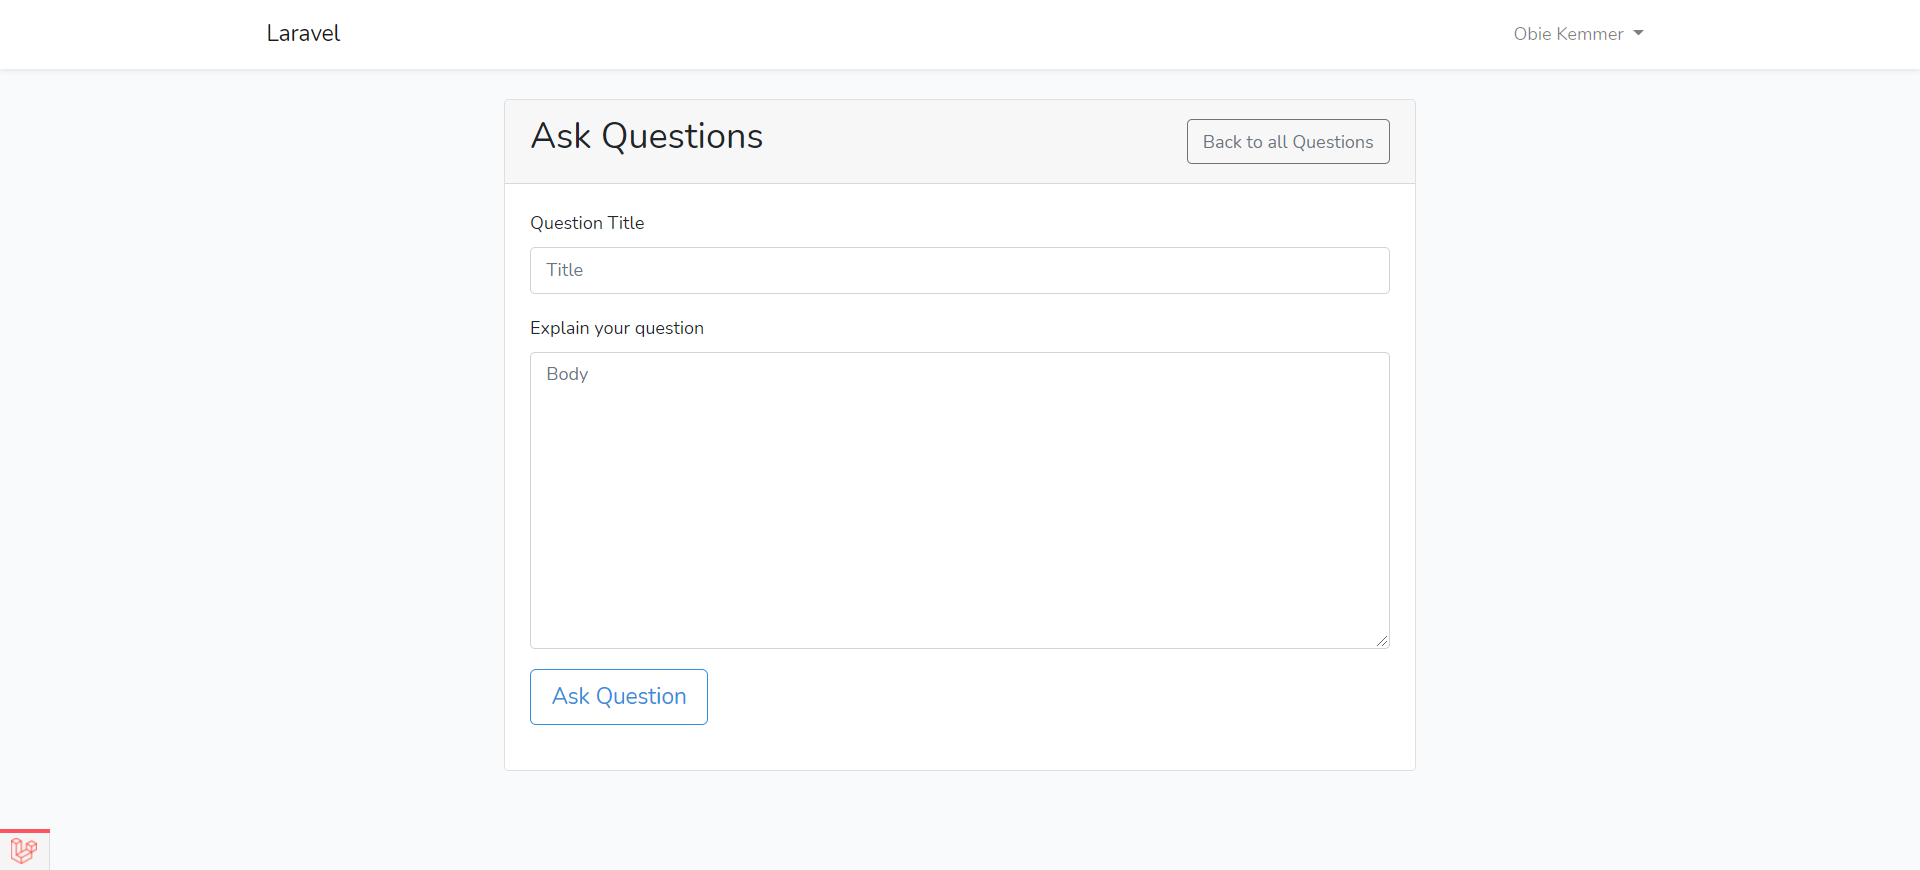 Laravel
Obie Kemmer
Ask Questions
Back to all Questions
Question Title
Title
Explain your question
Body
Ask Question